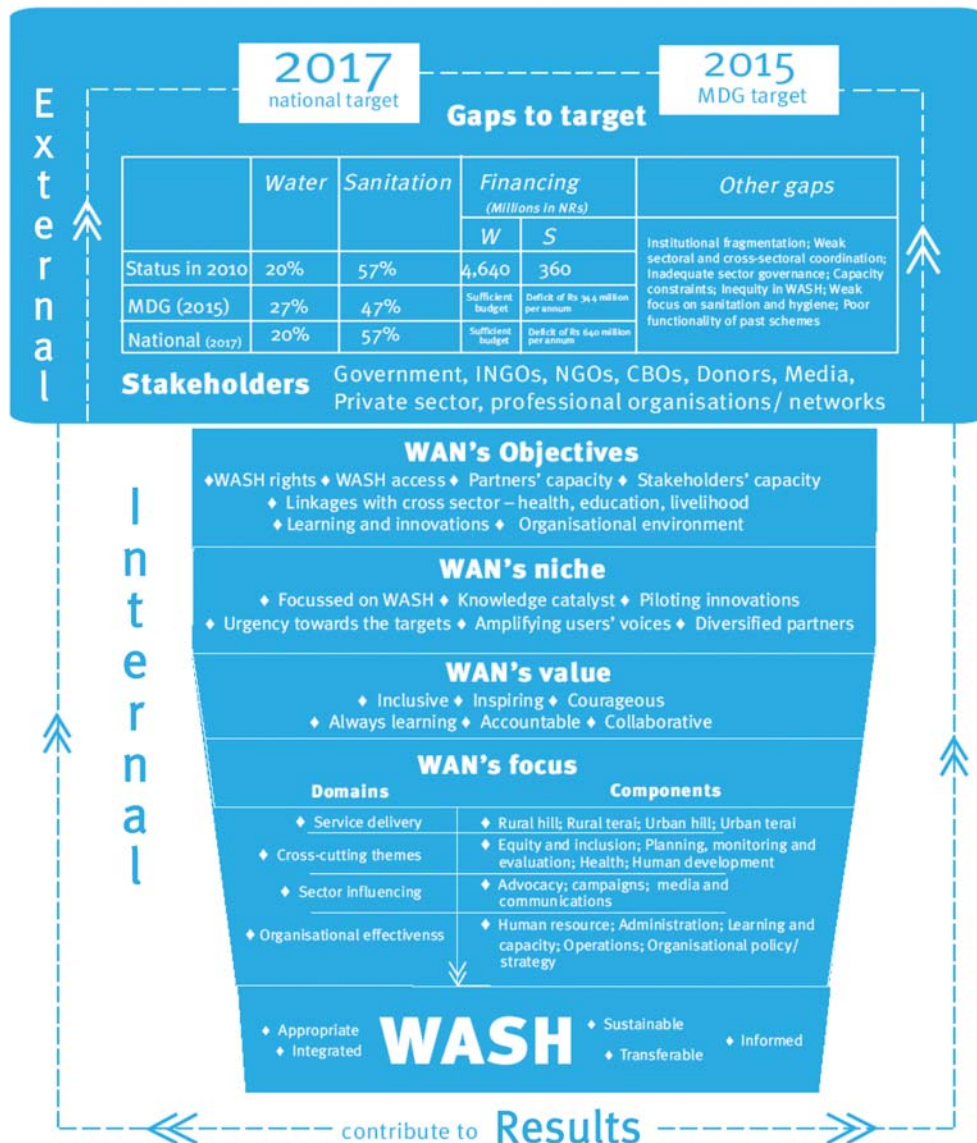 External
2017
national target
2015
MDG target
Gaps to target
Water Sanitation Financing Other gaps
(Millions in NRs)
W S
Status in 2010 20% 57% 4,640 360
MDG (2015) 27% 47% Sufficient budget Deficit of Rs 344 million per annum
National (2017) 20% 57% Sufficient budget Deficit of Rs 640 million per annum
Institutional fragmentation; Weak
sectoral and cross-sectoral coordination;
Inadequate sector governance; Capacity
constraints; Inequity in WASH; Weak
focus on sanitation and hygiene; Poor
functionality of past schemes
Stakeholders Government, INGOs, NGOs, CBOs, Donors, Media,
Private sector, professional organisations/ networks
Internal
WAN's Objectives
♦WASH rights ♦ WASH access ♦ Partners' capacity ♦ Stakeholders' capacity
♦ Linkages with cross sector – health, education, livelihood
♦ Learning and innovations ♦ Organisational environment
WAN's niche
♦ Focussed on WASH ♦ Knowledge catalyst ♦ Piloting innovations
♦ Urgency towards the targets ♦ Amplifying users' voices ♦ Diversified partners
WAN's value
♦ Inclusive ♦ Inspiring ♦ Courageous
♦ Always learning ♦ Accountable ♦ Collaborative
WAN's focus
Domains Components
♦ Service delivery ♦ Rural hill; Rural terai; Urban hill; Urban terai
♦ Cross-cutting themes ♦ Equity and inclusion; Planning, monitoring and
evaluation; Health; Human development
♦ Sector influencing ♦ Advocacy; campaigns; media and
communications
♦ Organisational effectivenss ♦ Human resource; Administration; Learning and
capacity; Operations; Organisational policy/
strategy
♦ Appropriate
♦ Integrated
WASH
♦ Sustainable
♦ Transferable
♦ Informed
contribute to Results